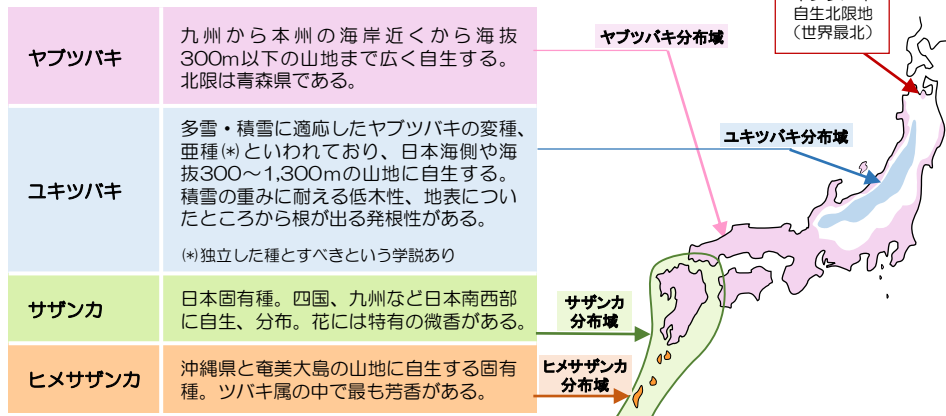 ヤブツバキ
九州から本州の海岸近くから海抜
300m以下の山地まで広く自生する。
北限は青森県である。
ユキツバキ
多雪・積雪に適応したヤブツバキの変種、
亜種(*)といわれており、日本海側や海
抜300～1,300mの山地に自生する。
積雪の重みに耐える低木性、地表につい
たところから根が出る発根性がある。
(*)独立した種とすべきという学説あり
サザンカ
日本固有種。四国、九州など日本南西部
に自生、分布。花には特有の微香がある。
ヒメサザンカ
沖縄県と奄美大島の山地に自生する固有
種。ツバキ属の中で最も芳香がある。
自生北限地
（世界最北）
ヤブツバキ分布域
ユキツバキ分布域
サザンカ
分布域
ヒメサザンカ
分布域